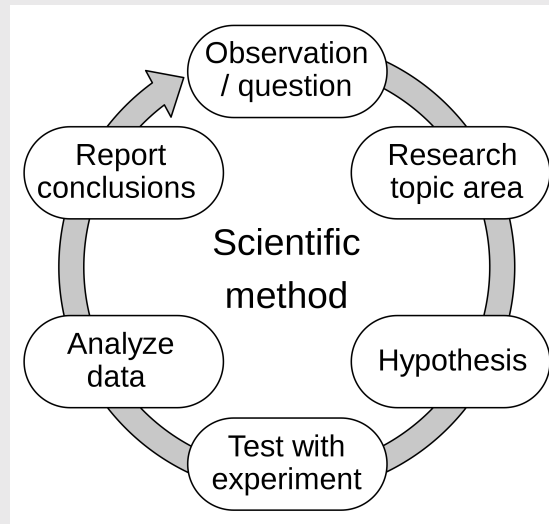 Observation
/ question
Research
topic area
Hypothesis
Test with
experiment
Analyze
data
Report
conclusions
Scientific
method